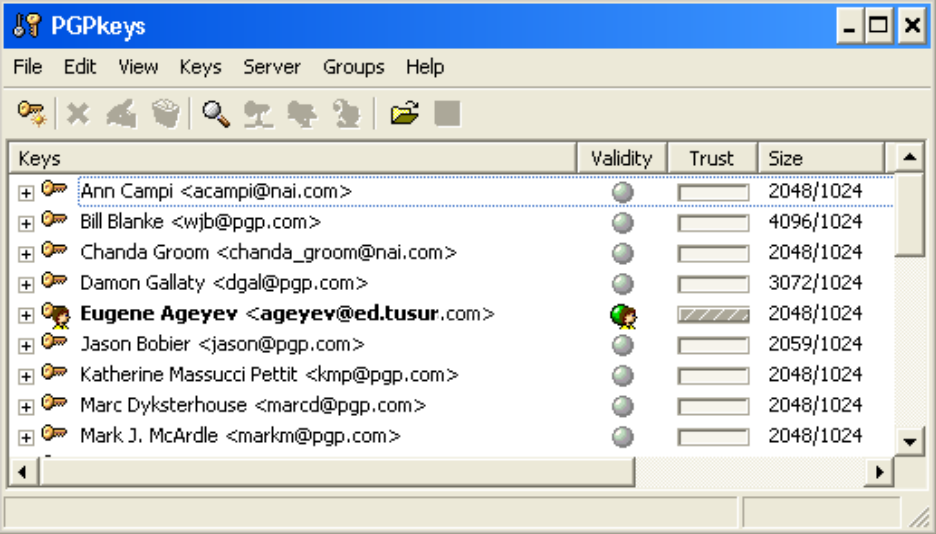 PGPkeys
File Edit View Keys Server Groups Help
Keys Validity Trust Size
Ann Campi <acampi@nai.com> 2048/1024
Bill Blanke <wjb@pgp.com> 4096/1024
Chanda Groom <chanda_groom@nai.com> 2048/1024
Damon Gallaty <dgal@pgp.com> 3072/1024
Eugene Ageyev <ageyev@ed.tusur.com> 2048/1024
Jason Bobier <jason@pgp.com> 2059/1024
Katherine Massucci Pettit <kmp@pgp.com> 2048/1024
Marc Dyksterhouse <marcd@pgp.com> 2048/1024
Mark J. McArdle <markm@pgp.com> 2048/1024